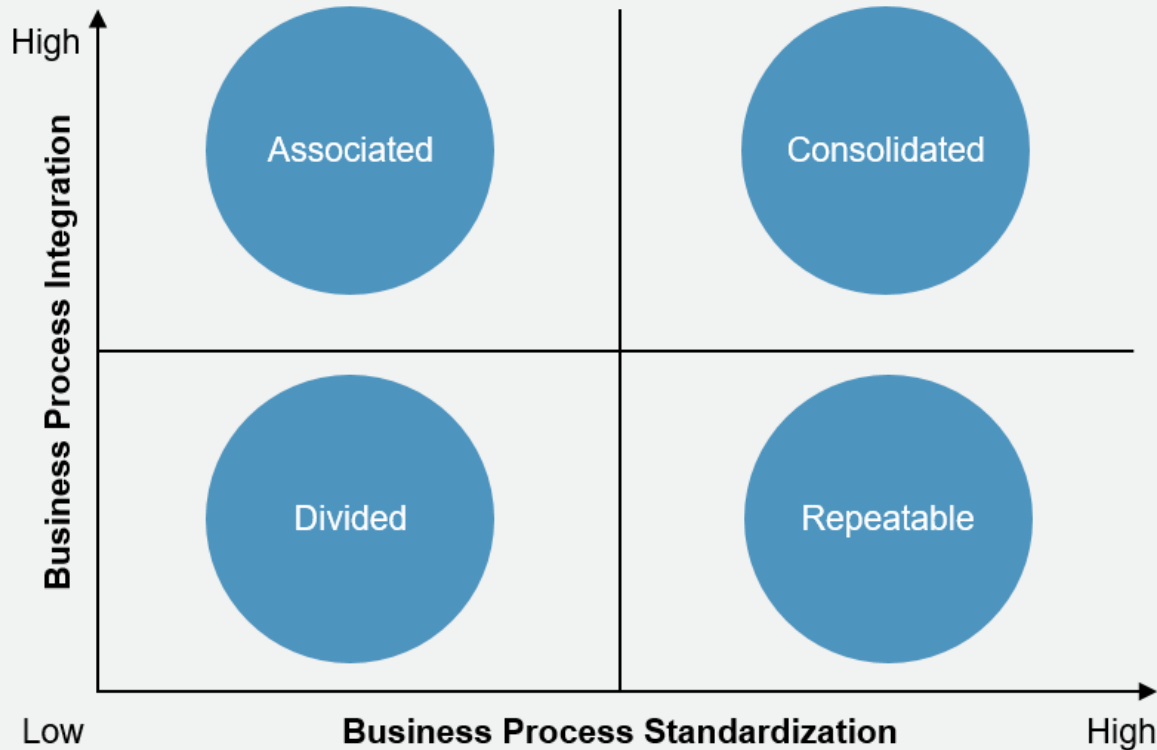 High
Business Process Integration
Associated
Consolidated
Divided
Repeatable
Low
Business Process Standardization
High